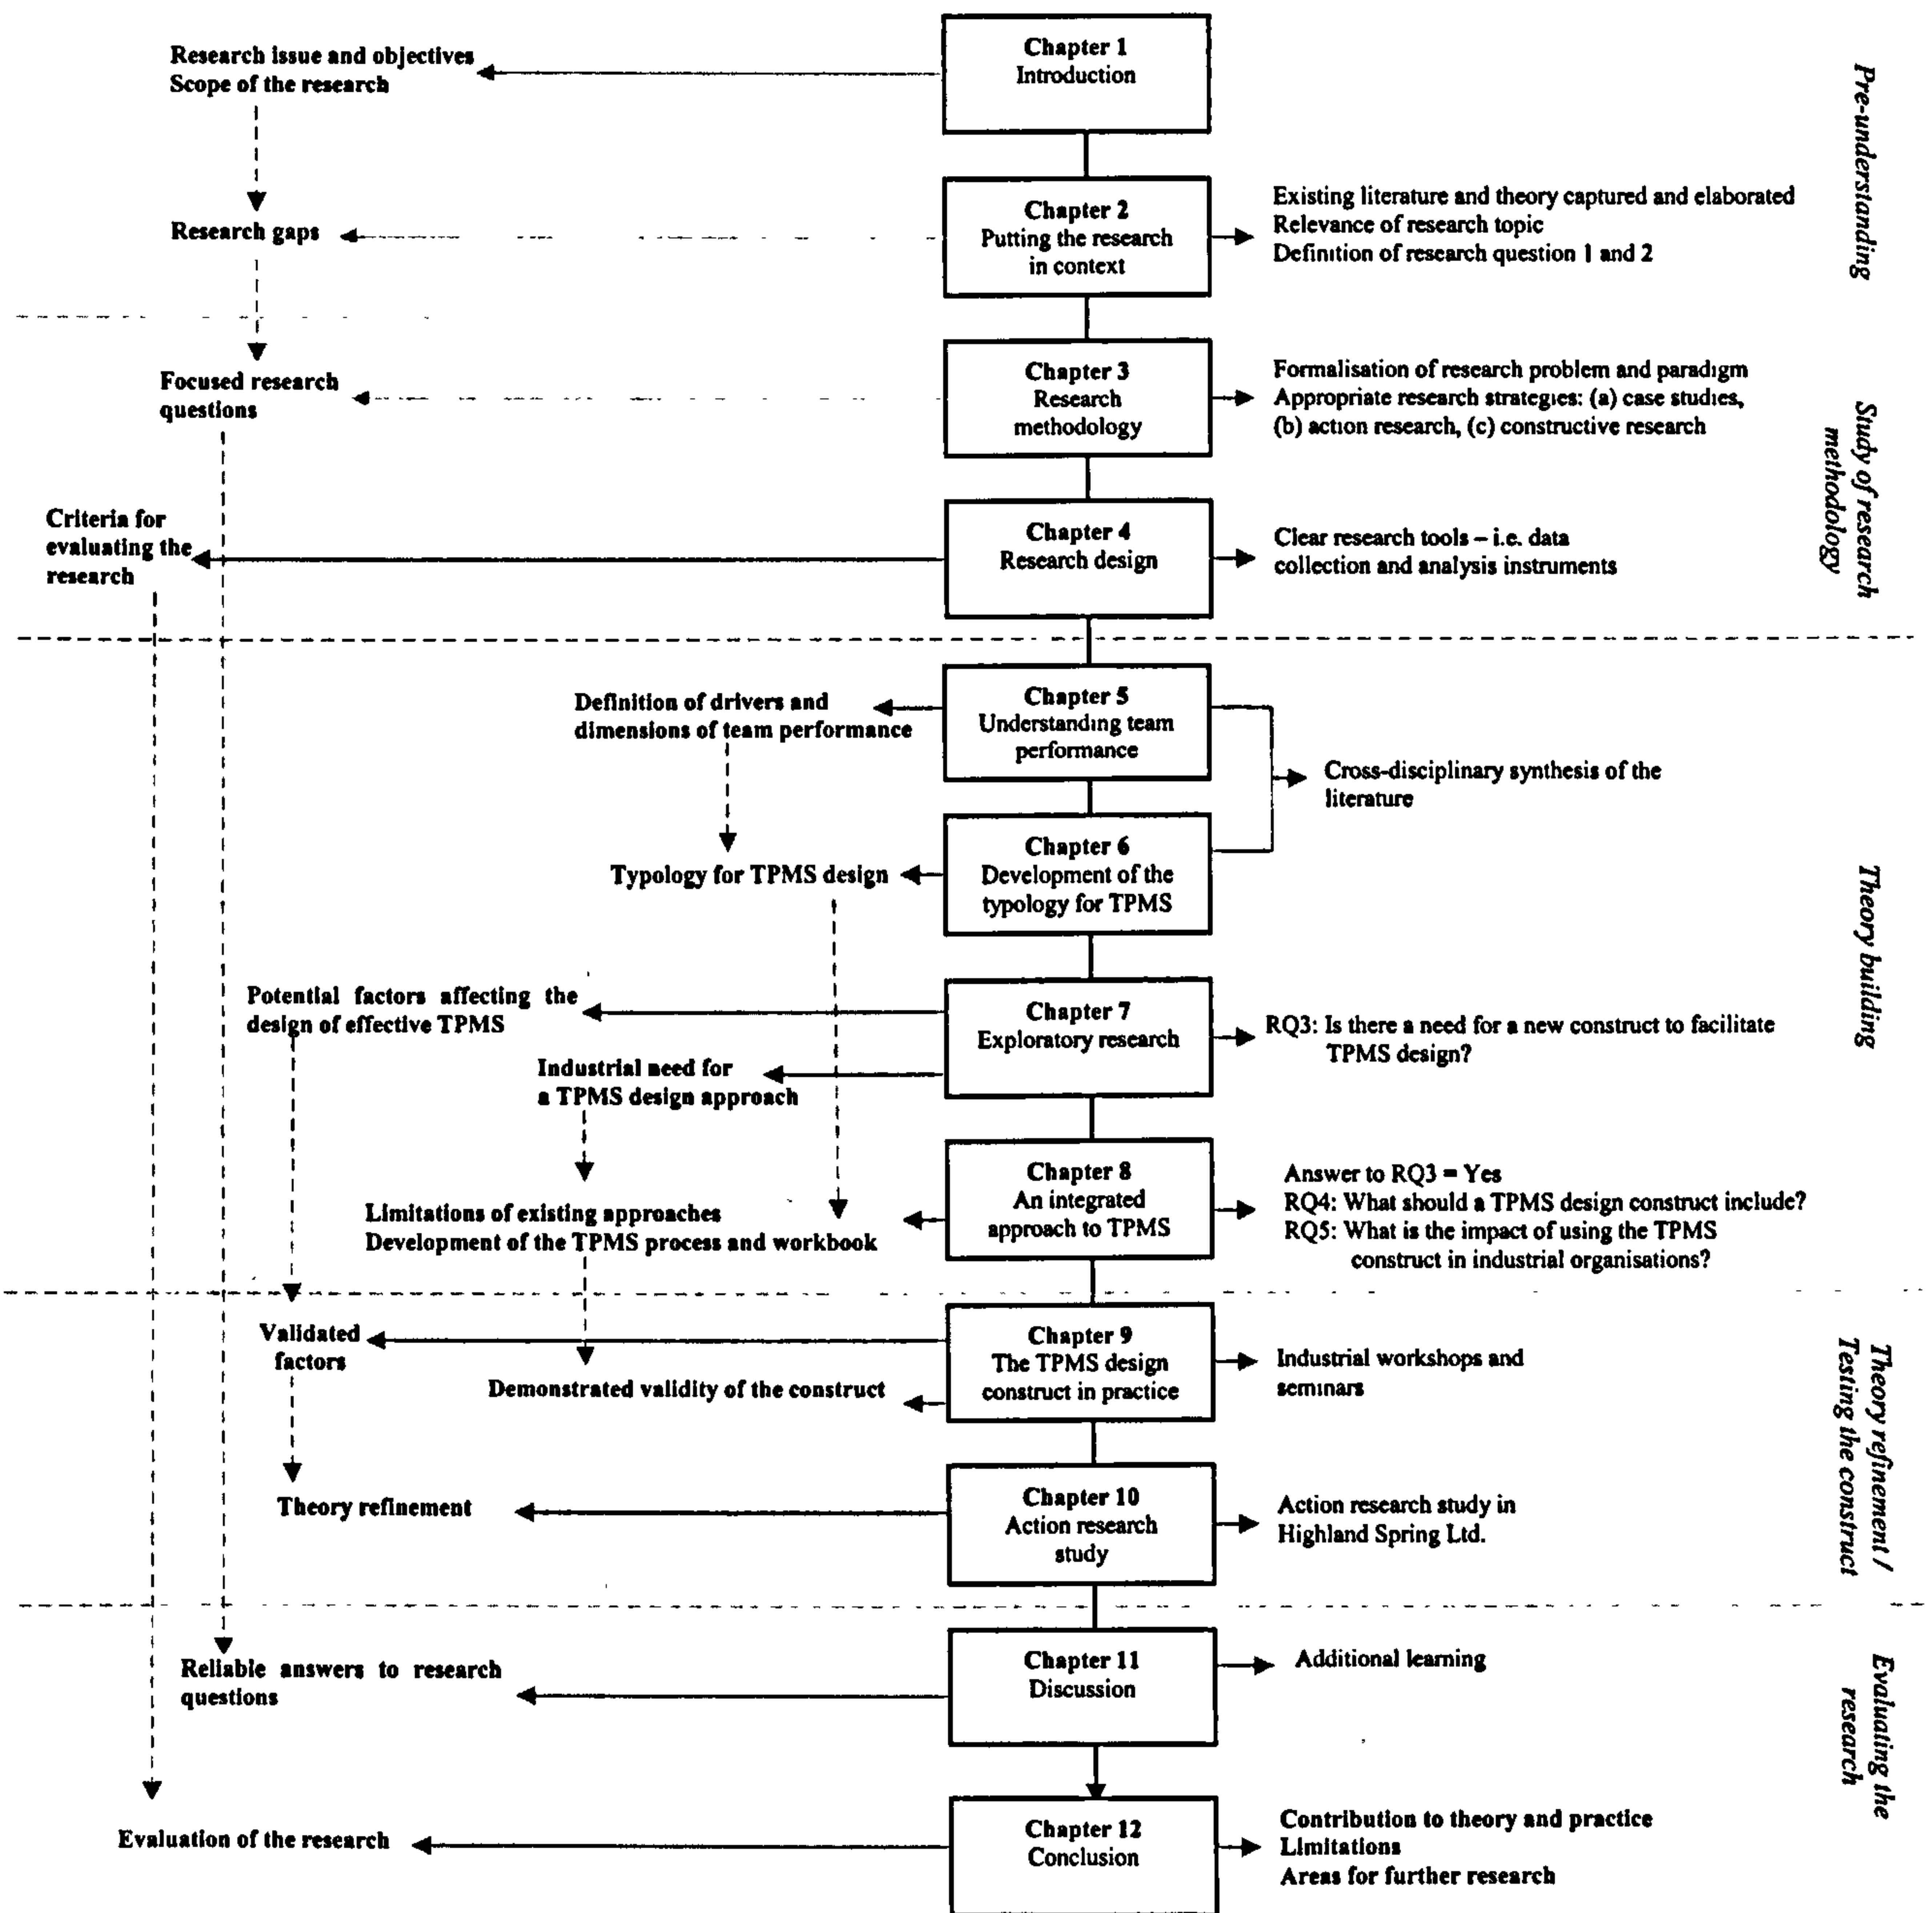 Research issue and objectives
Scope of the research
Chapter 1
Introduction
Pre-understanding
Research gaps
Chapter 2
Putting the research
in context
Existing literature and theory captured and elaborated
Relevance of research topic
Definition of research question 1 and 2
Focused research
questions
Chapter 3
Research
methodology
Formalisation of research problem and paradigm
Appropriate research strategies: (a) case studies,
(b) action research, (c) constructive research
Study of research
methodology
Criteria for
evaluating the
research
Chapter 4
Research design
Clear research tools – i.e. data
collection and analysis instruments
Definition of drivers and
dimensions of team performance
Chapter 5
Understanding team
performance
Cross-disciplinary synthesis of the
literature
Typology for TPMS design
Chapter 6
Development of the
typology for TPMS
Theory building
Potential factors affecting the
design of effective TPMS
Industrial need for
a TPMS design approach
Chapter 7
Exploratory research
RQ3: Is there a need for a new construct to facilitate
TPMS design?
Limitations of existing approaches
Development of the TPMS process and workbook
Chapter 8
An integrated
approach to TPMS
Answer to RQ3 = Yes
RQ4: What should a TPMS design construct include?
RQ5: What is the impact of using the TPMS
construct in industrial organisations?
Validated
factors
Demonstrated validity of the construct
Chapter 9
The TPMS design
construct in practice
Industrial workshops and
seminars
Theory refinement /
Testing the construct
Theory refinement
Chapter 10
Action research
study
Action research study in
Highland Spring Ltd.
Reliable answers to research
questions
Chapter 11
Discussion
Additional learning
Evaluating the
research
Evaluation of the research
Chapter 12
Conclusion
Contribution to theory and practice
Limitations
Areas for further research